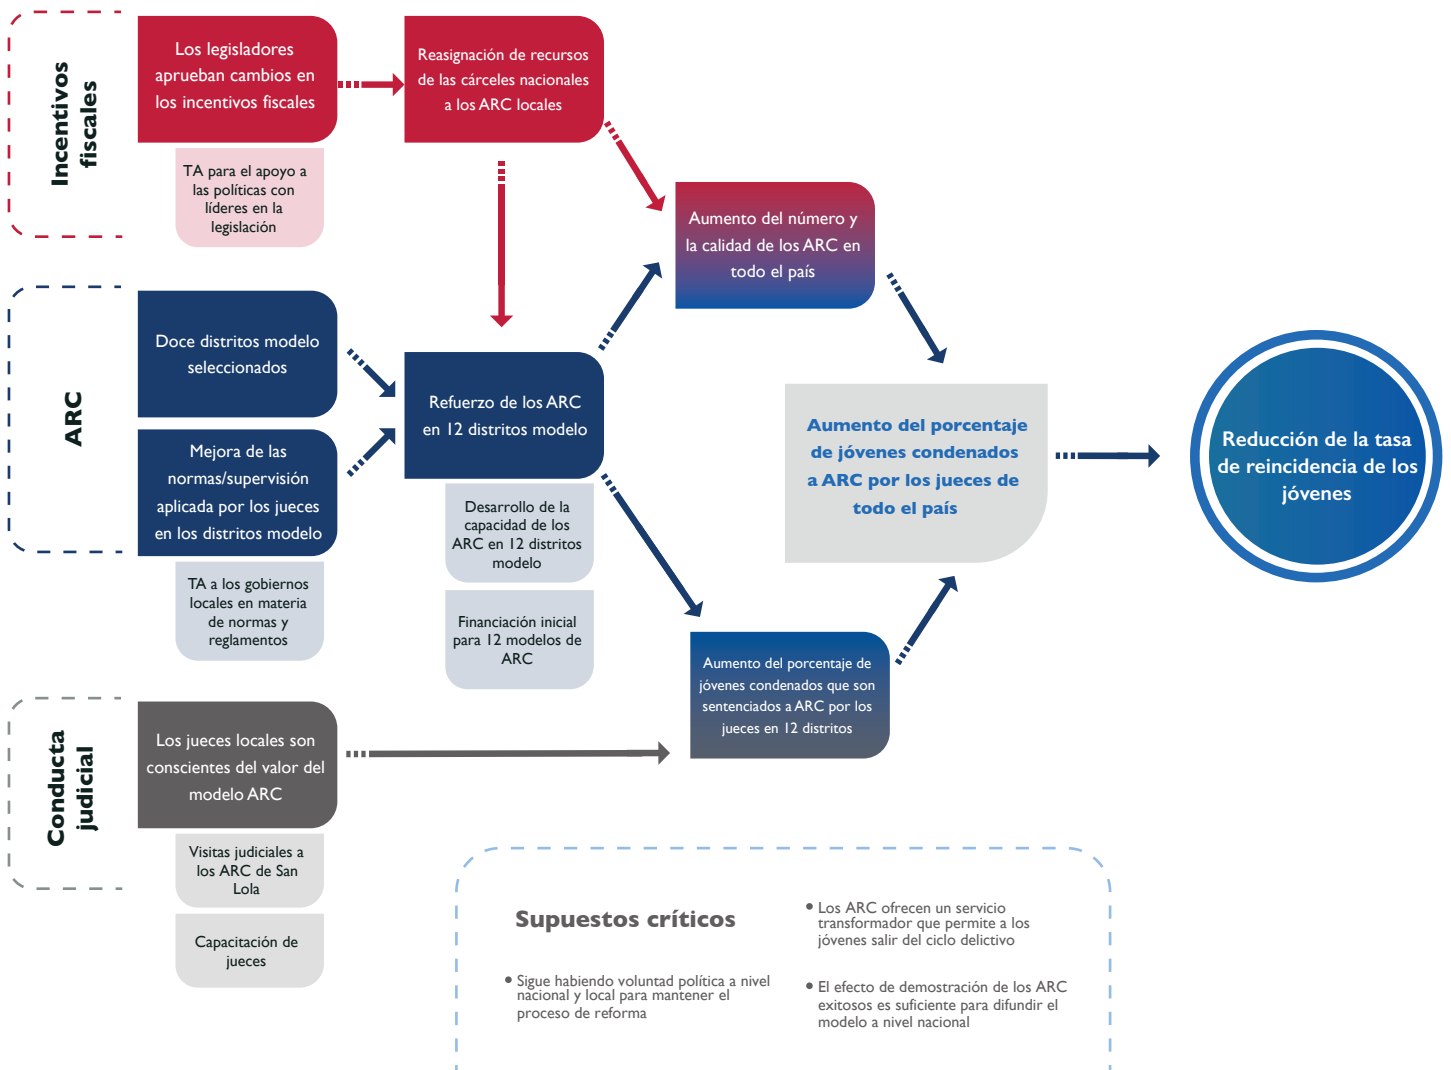 Incentivos
fiscales
Los legisladores
aprueban cambios en
los incentivos fiscales
TA para el apoyo a
las políticas con
líderes en la
legislación
Reasignación de recursos
de las cárceles nacionales
a los ARC locales
Aumento del número y
la calidad de los ARC en
todo el país
ARC
Doce distritos modelo
seleccionados
Mejora de las
normas/supervisión
aplicada por los jueces
en los distritos modelo
TA a los gobiernos
locales en materia
de normas y
reglamentos
Refuerzo de los ARC
en 12 distritos modelo
Desarrollo de la
capacidad de los
ARC en 12 distritos
modelo
Financiación inicial
para 12 modelos de
ARC
Aumento del porcentaje
de jóvenes condenados
a ARC por los jueces de
todo el país
Reducción de la tasa
de reincidencia de los
jóvenes
Aumento del porcentaje de
jóvenes condenados que son
sentenciados a ARC por los
jueces en 12 distritos
Conducta
judicial
Los jueces locales son
conscientes del valor del
modelo ARC
Visitas judiciales a
los ARC de San
Lola
Capacitación de
jueces
Supuestos críticos
• Sigue habiendo voluntad política a nivel
nacional y local para mantener el
proceso de reforma
• Los ARC ofrecen un servicio
transformador que permite a los
jóvenes salir del ciclo delictivo
• El efecto de demostración de los ARC
exitosos es suficiente para difundir el
modelo a nivel nacional